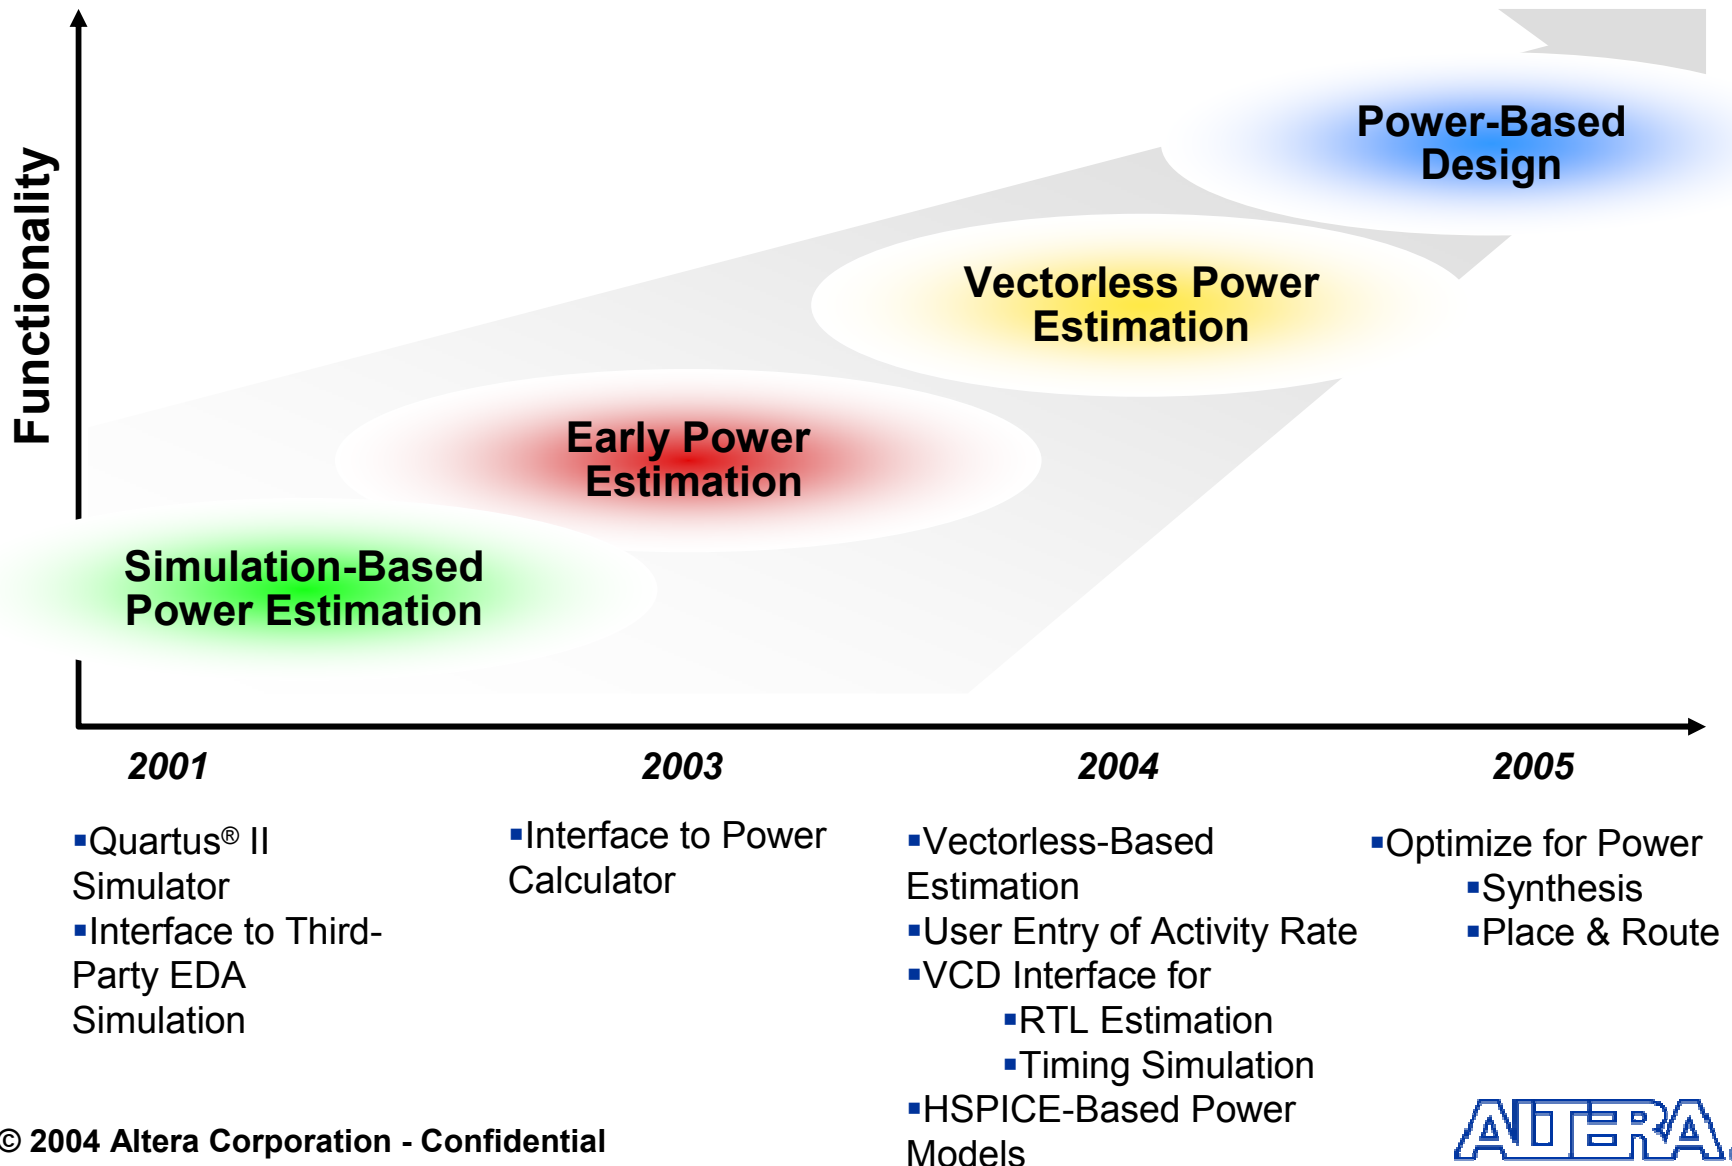 Functionality
Power-Based
Design
Vectorless Power
Estimation
Early Power
Estimation
Simulation-Based
Power Estimation
2001
2003
2004
2005
▪Quartus® II
Simulator
▪Interface to Third-
Party EDA
Simulation
▪Interface to Power
Calculator
▪Vectorless-Based
Estimation
▪User Entry of Activity Rate
▪VCD Interface for
▪RTL Estimation
▪Timing Simulation
▪HSPICE-Based Power
Models
▪Optimize for Power
▪Synthesis
▪Place & Route
© 2004 Altera Corporation - Confidential
ALTERA